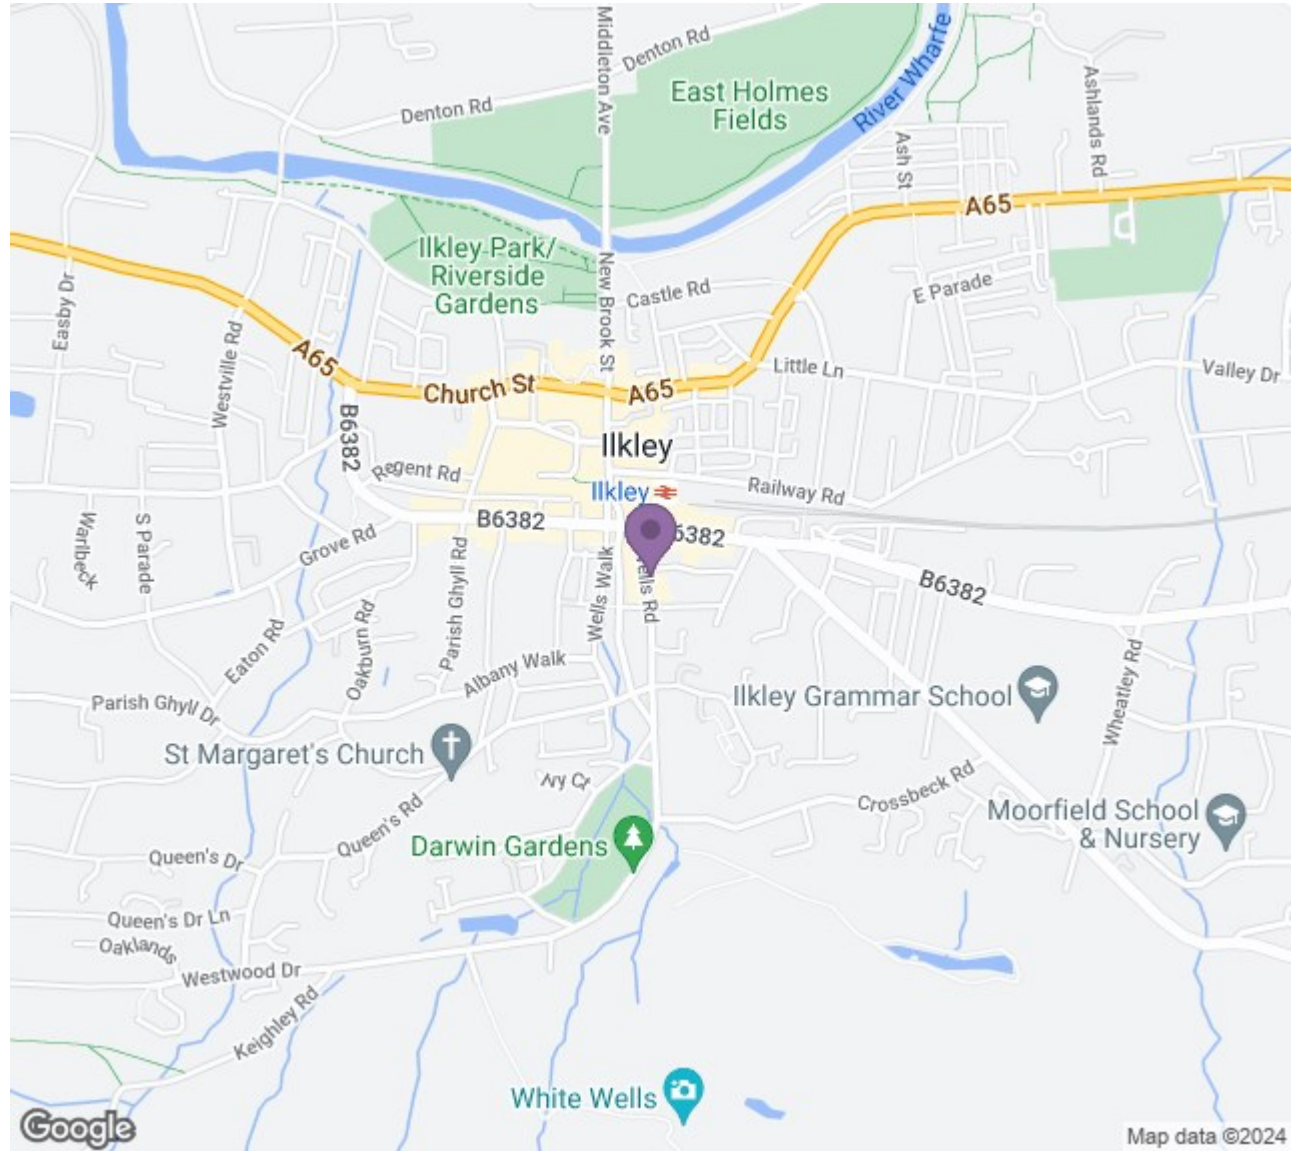 Middleton Ave
Denton Rd
Denton Rd
East Holmes
Fields
River Wharfe
Ash St
Ashlands Rd
A65
Ilkley Park/
Riverside
Gardens
New Brook St
Castle Rd
E Parade
Easby Dr
Westville Rd
A65
Church St
A65
Little Ln
Valley Dr
B6382
Ilkley
Regent Rd
Ilkley
Railway Rd
B6382
6382
Warlbeck
S Parade
Grove Rd
Parish Ghyll Rd
Wells Walk
ells Rd
B6382
Eaton Rd
Oakburn Rd
Albany Walk
Parish Ghyll Dr
Ilkley Grammar School
Wheatley Rd
St Margaret's Church
Ivy Ct
Crossbeck Rd
Moorfield School
& Nursery
Queen's Rd
Darwin Gardens
Queen's Dr
Queen's Dr Ln
Oaklands
Westwood Dr
Keighley Rd
White Wells
Google
Map data ©2024